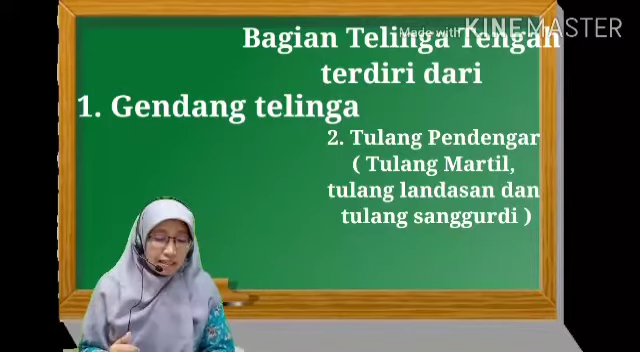 Made with KINEMASTER
Bagian Telinga Tengah
terdiri dari
1. Gendang telinga
2. Tulang Pendengar
( Tulang Martil,
tulang landasan dan
tulang sanggurdi )